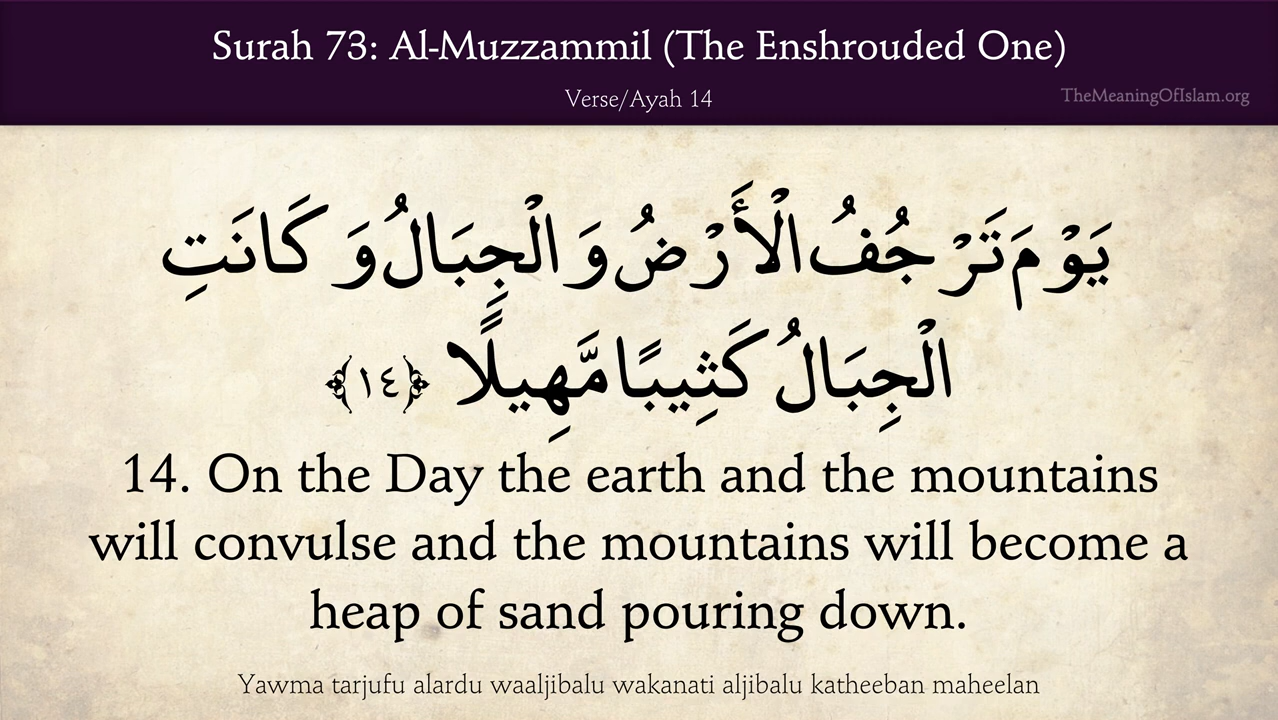 Surah 73: Al-Muzzammil (The Enshrouded One)
Verse/Ayah 14
TheMeaningOfIslam.org
يَوْمَ تَرْجُفُ الْأَرْضُ وَالْجِبَالُ وَكَانَتِ
الْجِبَالُ كَثِيبًا مَّهِيلًا ﴿١٤﴾
14. On the Day the earth and the mountains
will convulse and the mountains will become a
heap of sand pouring down.
Yawma tarjufu alardu waaljibalu wakanati aljibalu katheeban maheelan